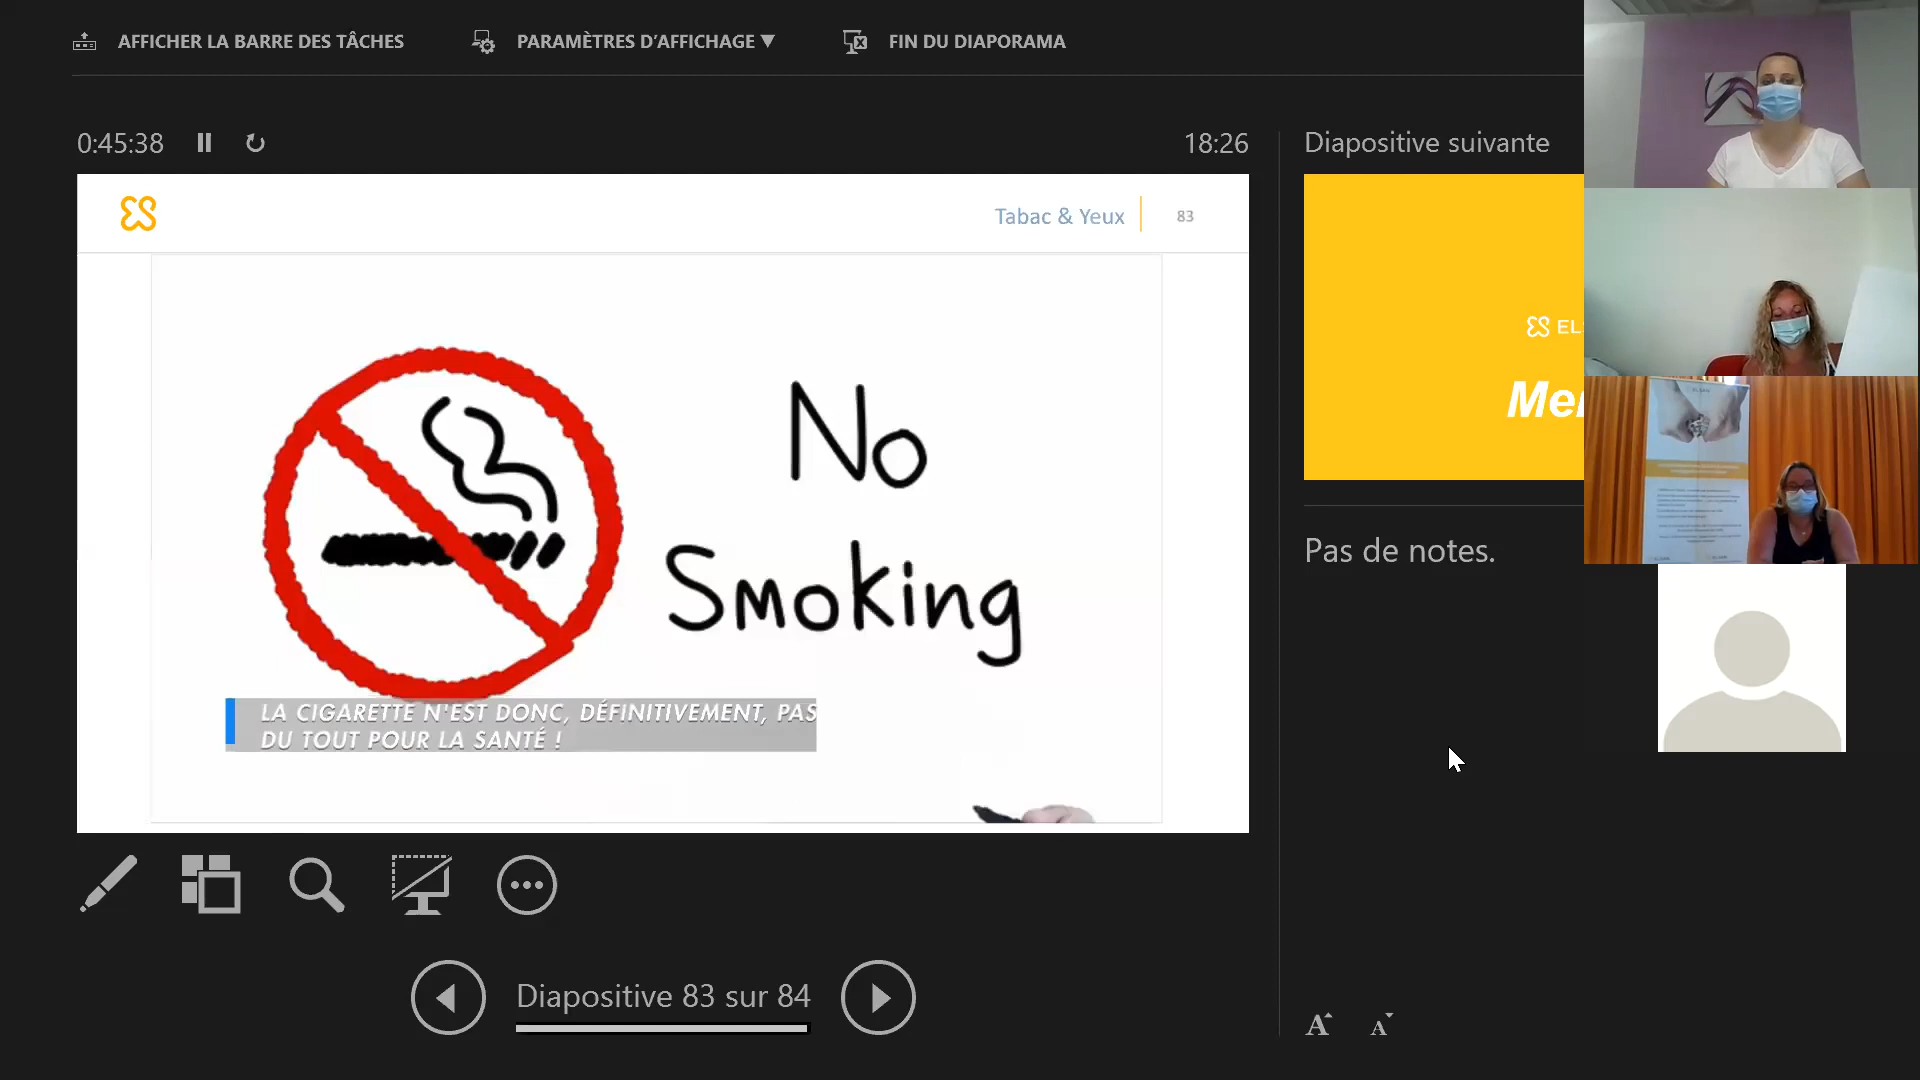 AFFICHER LA BARRE DES TÂCHES
PARAMÈTRES D'AFFICHAGE ▼
FIN DU DIAPORAMA
0:45:38
18:26
Diapositive suivante
Tabac & Yeux
83
No
Smoking
LA CIGARETTE N'EST DONC, DÉFINITIVEMENT, PAS
DU TOUT POUR LA SANTÉ !
Pas de notes.
Diapositive 83 sur 84
A
A